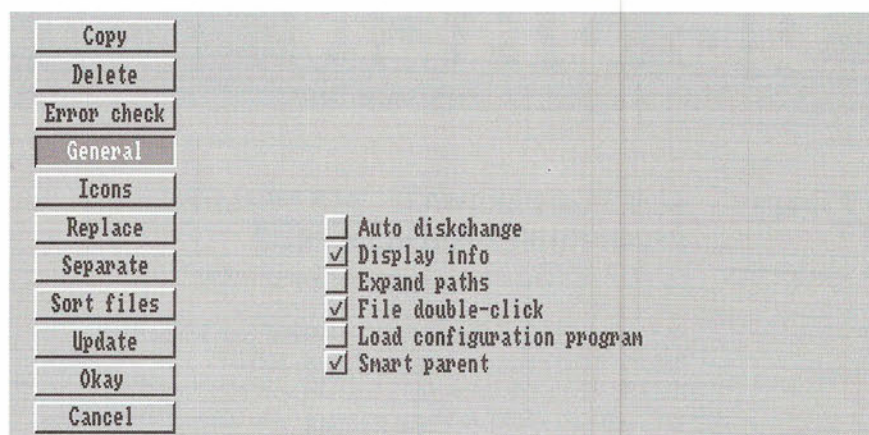 Copy
Delete
Error check
General
Icons
Replace
Separate
Sort files
Update
Okay
Cancel
Auto diskchange
Display info
Expand paths
File double-click
Load configuration program
Smart parent